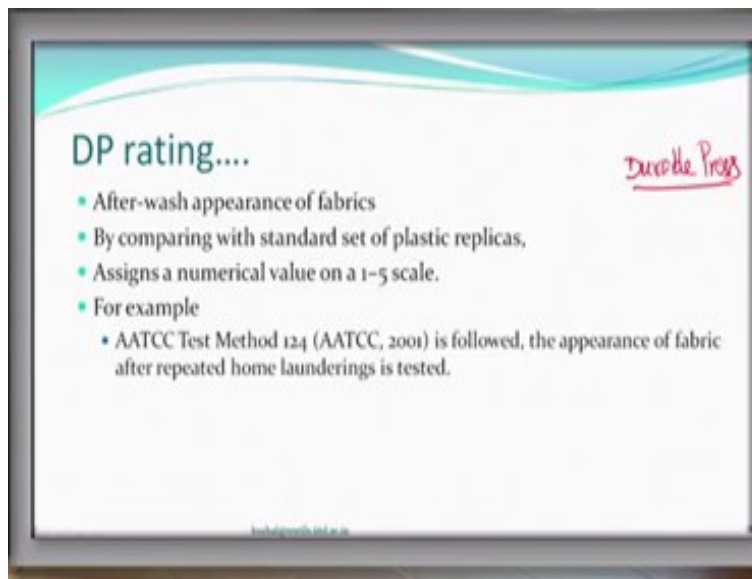 DP rating....
Durable Press
• After-wash appearance of fabrics
• By comparing with standard set of plastic replicas,
• Assigns a numerical value on a 1–5 scale.
• For example
• AATCC Test Method 124 (AATCC, 2001) is followed, the appearance of fabric
after repeated home launderings is tested.